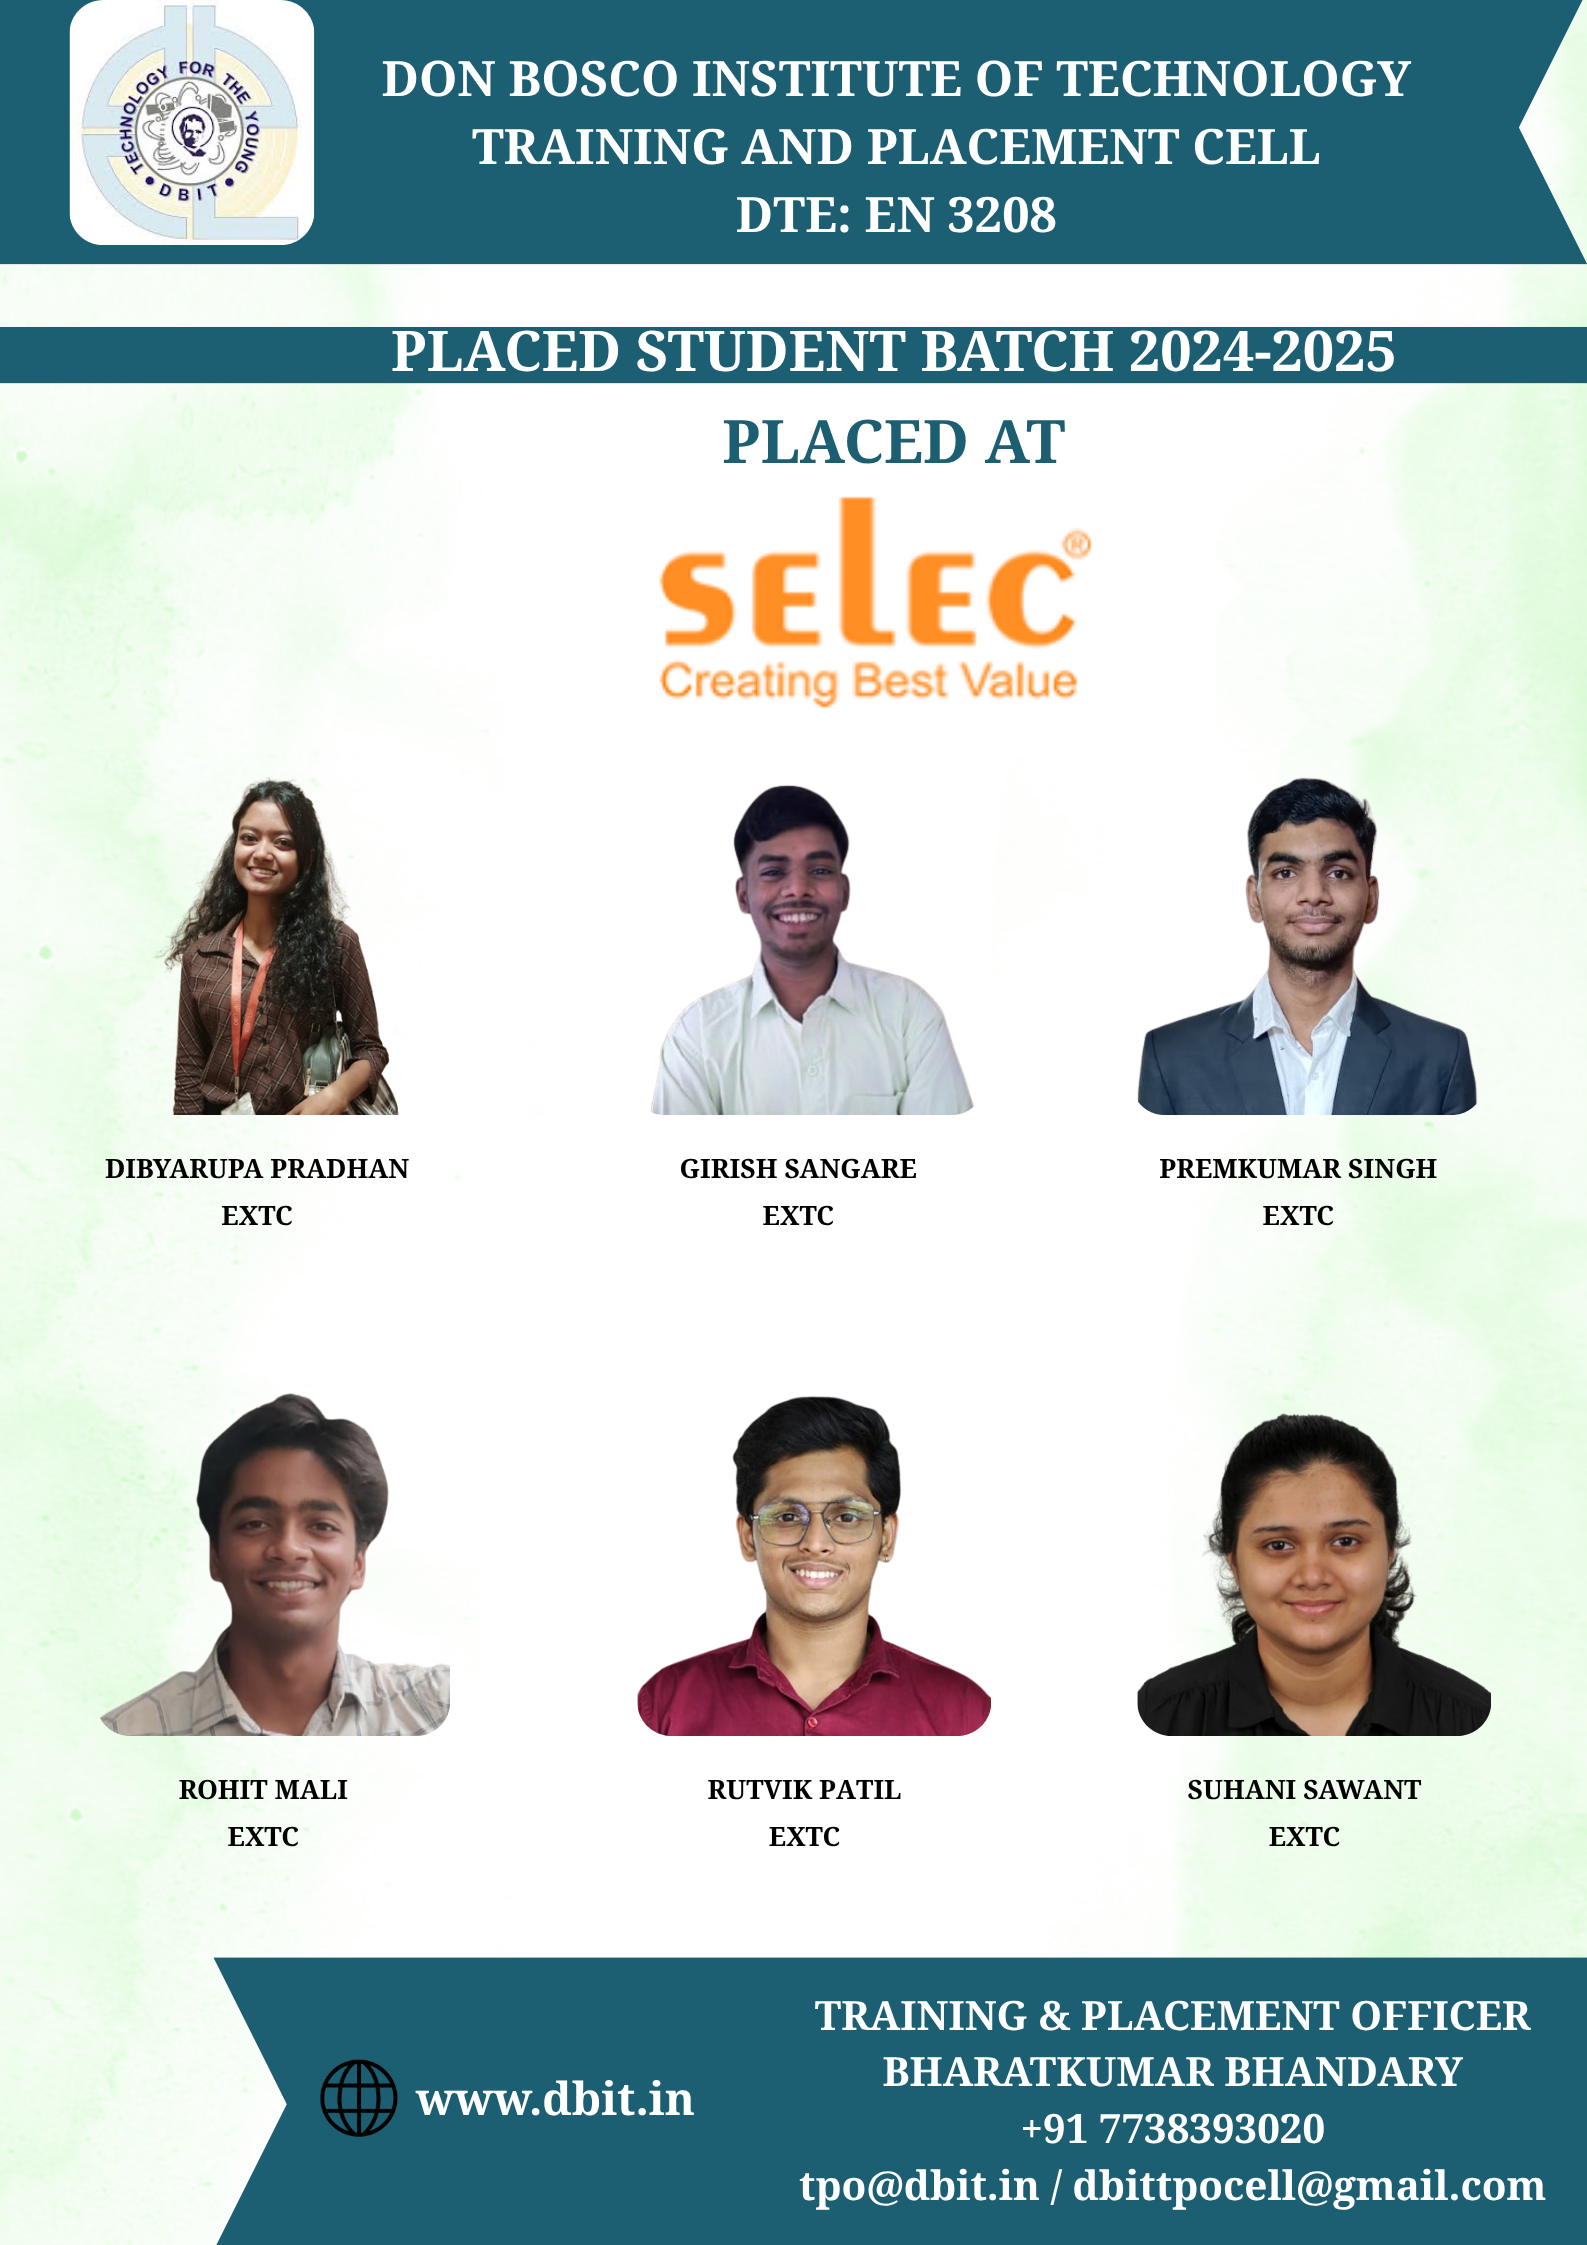 TECHNOLOGY FOR THE YOUNG
DBIT
DON BOSCO INSTITUTE OF TECHNOLOGY
TRAINING AND PLACEMENT CELL
DTE: EN 3208
PLACED STUDENT BATCH 2024-2025
PLACED AT
SELEC®
Creating Best Value
DIBYARUPA PRADHAN
EXTC
GIRISH SANGARE
EXTC
PREMKUMAR SINGH
EXTC
ROHIT MALI
EXTC
RUTVIK PATIL
EXTC
SUHANI SAWANT
EXTC
www.dbit.in
TRAINING & PLACEMENT OFFICER
BHARATKUMAR BHANDARY
+91 7738393020
tpo@dbit.in / dbittpocell@gmail.com